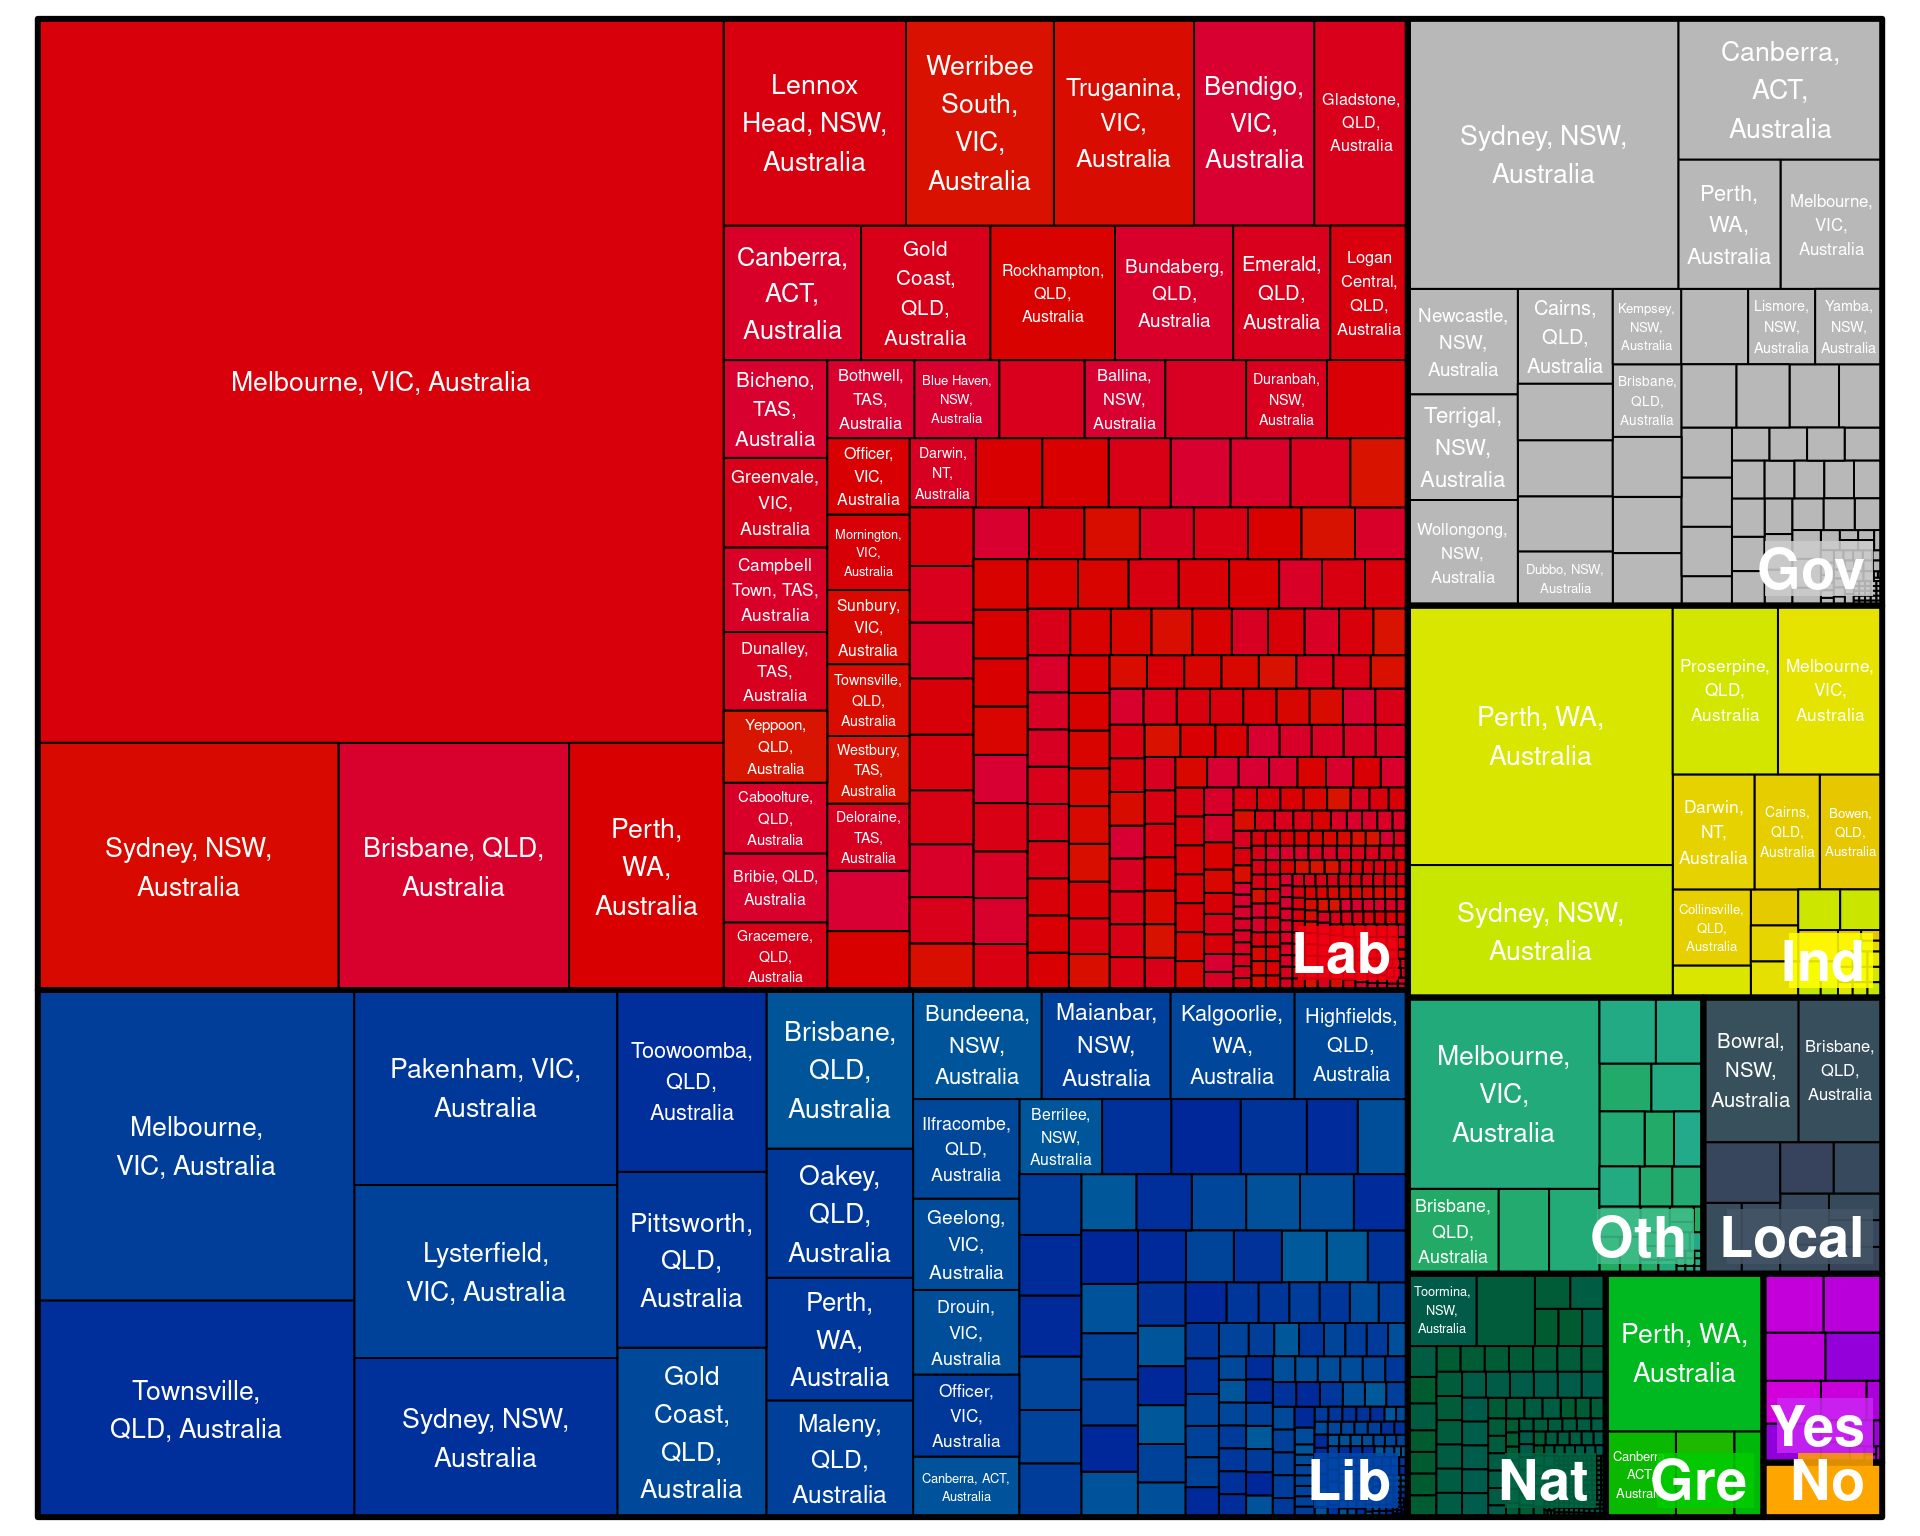 Melbourne, VIC, Australia
Sydney, NSW,
Australia
Brisbane, QLD,
Australia
Perth,
WA,
Australia
Lennox
Head, NSW,
Australia
Werribee
South,
VIC,
Australia
Truganina,
VIC,
Australia
Bendigo,
VIC,
Australia
Gladstone,
QLD,
Australia
Canberra,
ACT,
Australia
Gold
Coast,
QLD,
Australia
Rockhampton,
QLD,
Australia
Bundaberg,
QLD,
Australia
Emerald,
QLD,
Australia
Logan
Central,
QLD,
Australia
Bicheno,
TAS,
Australia
Greenvale,
VIC,
Australia
Campbell
Town, TAS,
Australia
Dunalley,
TAS,
Australia
Yeppoon,
QLD,
Australia
Caboolture,
QLD,
Australia
Bribie, QLD,
Australia
Gracemere,
QLD,
Australia
Bothwell,
TAS,
Australia
Officer,
VIC,
Australia
Mornington,
VIC,
Australia
Sunbury,
VIC,
Australia
Townsville,
QLD,
Australia
Westbury,
TAS,
Australia
Deloraine,
TAS,
Australia
Blue Haven,
NSW,
Australia
Ballina,
NSW,
Australia
Duranbah,
NSW,
Australia
Darwin,
NT,
Australia
Lab
Sydney, NSW,
Australia
Canberra,
ACT,
Australia
Perth,
WA,
Australia
Melbourne,
VIC,
Australia
Newcastle,
NSW,
Australia
Terrigal,
NSW,
Australia
Wollongong,
NSW,
Australia
Cairns,
QLD,
Australia
Dubbo, NSW,
Australia
Kempsey,
NSW,
Australia
Brisbane,
QLD,
Australia
Lismore,
NSW,
Australia
Yamba,
NSW,
Australia
Gov
Perth, WA,
Australia
Sydney, NSW,
Australia
Proserpine,
QLD,
Australia
Melbourne,
VIC,
Australia
Darwin,
NT,
Australia
Cairns,
QLD,
Australia
Bowen,
QLD,
Australia
Collinsville,
QLD,
Australia
Ind
Melbourne,
VIC, Australia
Townsville,
QLD, Australia
Pakenham, VIC,
Australia
Lysterfield,
VIC, Australia
Sydney, NSW,
Australia
Toowoomba,
QLD,
Australia
Pittsworth,
QLD,
Australia
Gold
Coast,
QLD,
Australia
Brisbane,
QLD,
Australia
Oakey,
QLD,
Australia
Perth,
WA,
Australia
Maleny,
QLD,
Australia
Bundeena,
NSW,
Australia
Maianbar,
NSW,
Australia
Kalgoorlie,
WA,
Australia
Highfields,
QLD,
Australia
Ilfracombe,
QLD,
Australia
Geelong,
VIC,
Australia
Drouin,
VIC,
Australia
Officer,
VIC,
Australia
Canberra, ACT,
Australia
Berrilee,
NSW,
Australia
Lib
Melbourne,
VIC,
Australia
Brisbane,
QLD,
Australia
Oth
Bowral,
NSW,
Australia
Brisbane,
QLD,
Australia
Local
Toormina,
NSW,
Australia
Nat
Perth, WA,
Australia
ACT
Gre
Yes
No